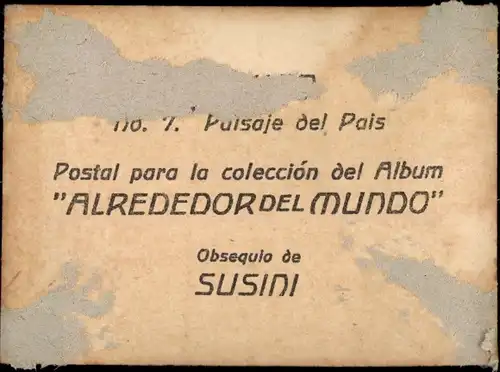 No. 7. Paisaje del Pais
Postal para la colección del Album
"ALREDEDOR DEL MUNDO"
Obsequio de
SUSINI